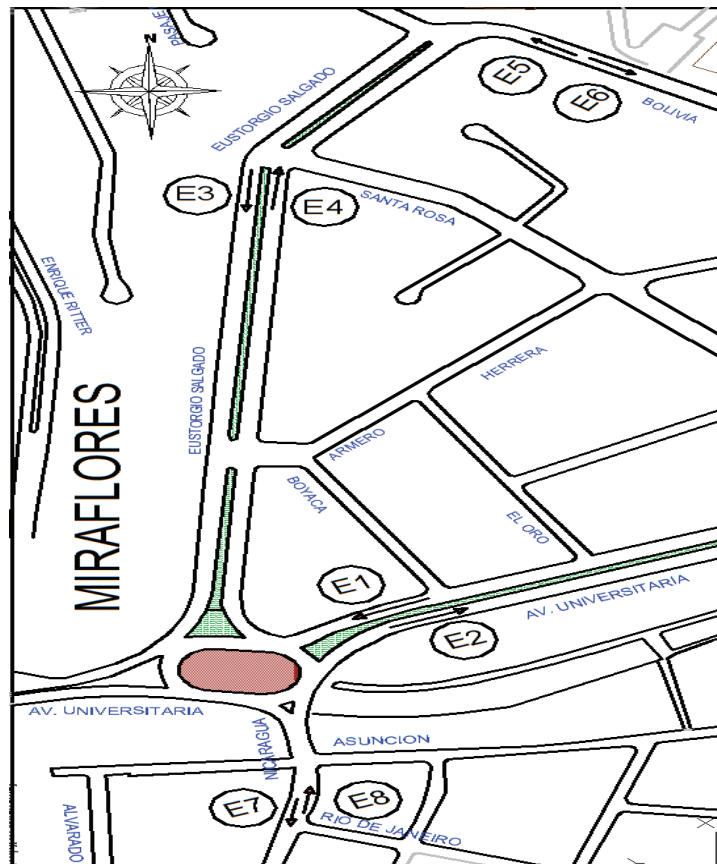 PASAJE
N
E5
E6
BOLIVIA
EUSTORGIO SALGADO
E3
E4
SANTA ROSA
ENRIQUE RITTER
HERRERA
EUSTORGIO SALGADO
MIRAFLORES
ARMERO
BOYACA
EL ORO
E1
AV. UNIVERSITARIA
E2
AV. UNIVERSITARIA
NICARAGUA
ASUNCION
E7
E8
RIO DE JANEIRO
ALVARADO